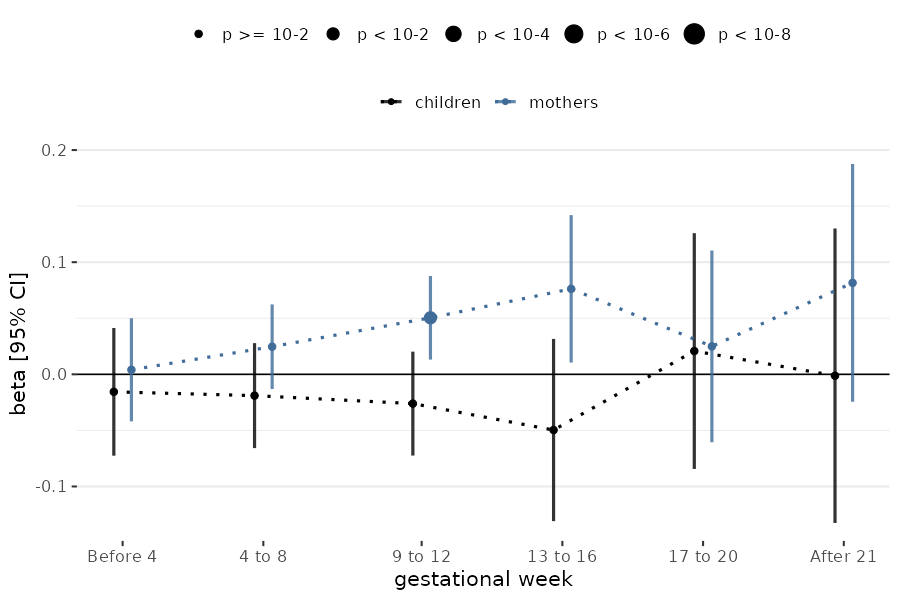 p >= 10-2 p < 10-2 p < 10-4 p < 10-6 p < 10-8
children mothers
0.2
0.1
0.0
-0.1
beta [95% CI]
Before 4 4 to 8 9 to 12 13 to 16 17 to 20 After 21
gestational week